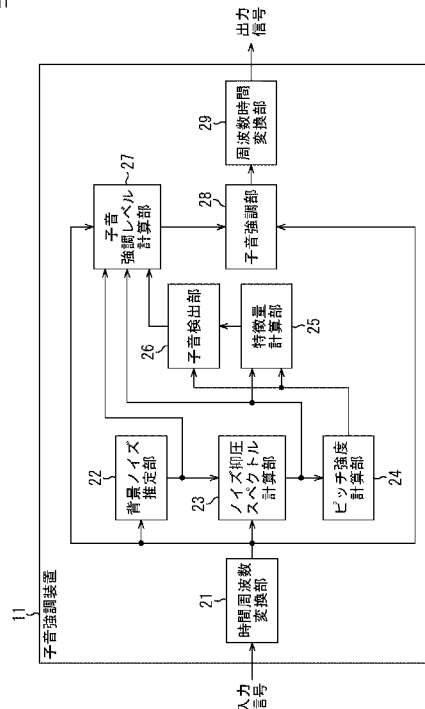 11
子音強調装置
入力
信号
21
時間周波数
変換部
22
背景ノイズ
推定部
23
ノイズ抑圧
スペクトル
計算部
24
ピッチ強度
計算部
25
特徴量
計算部
26
子音検出部
27
子音
強調レベル
計算部
28
子音強調部
29
周波数時間
変換部
出力
信号